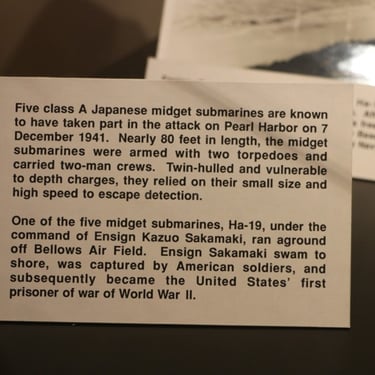 Five class A Japanese midget submarines are known
to have taken part in the attack on Pearl Harbor on 7
December 1941. Nearly 80 feet in length, the midget
submarines were armed with two torpedoes and
carried two-man crews. Twin-hulled and vulnerable
to depth charges, they relied on their small size and
high speed to escape detection.
One of the five midget submarines, Ha-19, under the
command of Ensign Kazuo Sakamaki, ran aground
off Bellows Air Field. Ensign Sakamaki swam to
shore, was captured by American soldiers, and
subsequently became the United States' first
prisoner of war of World War II.